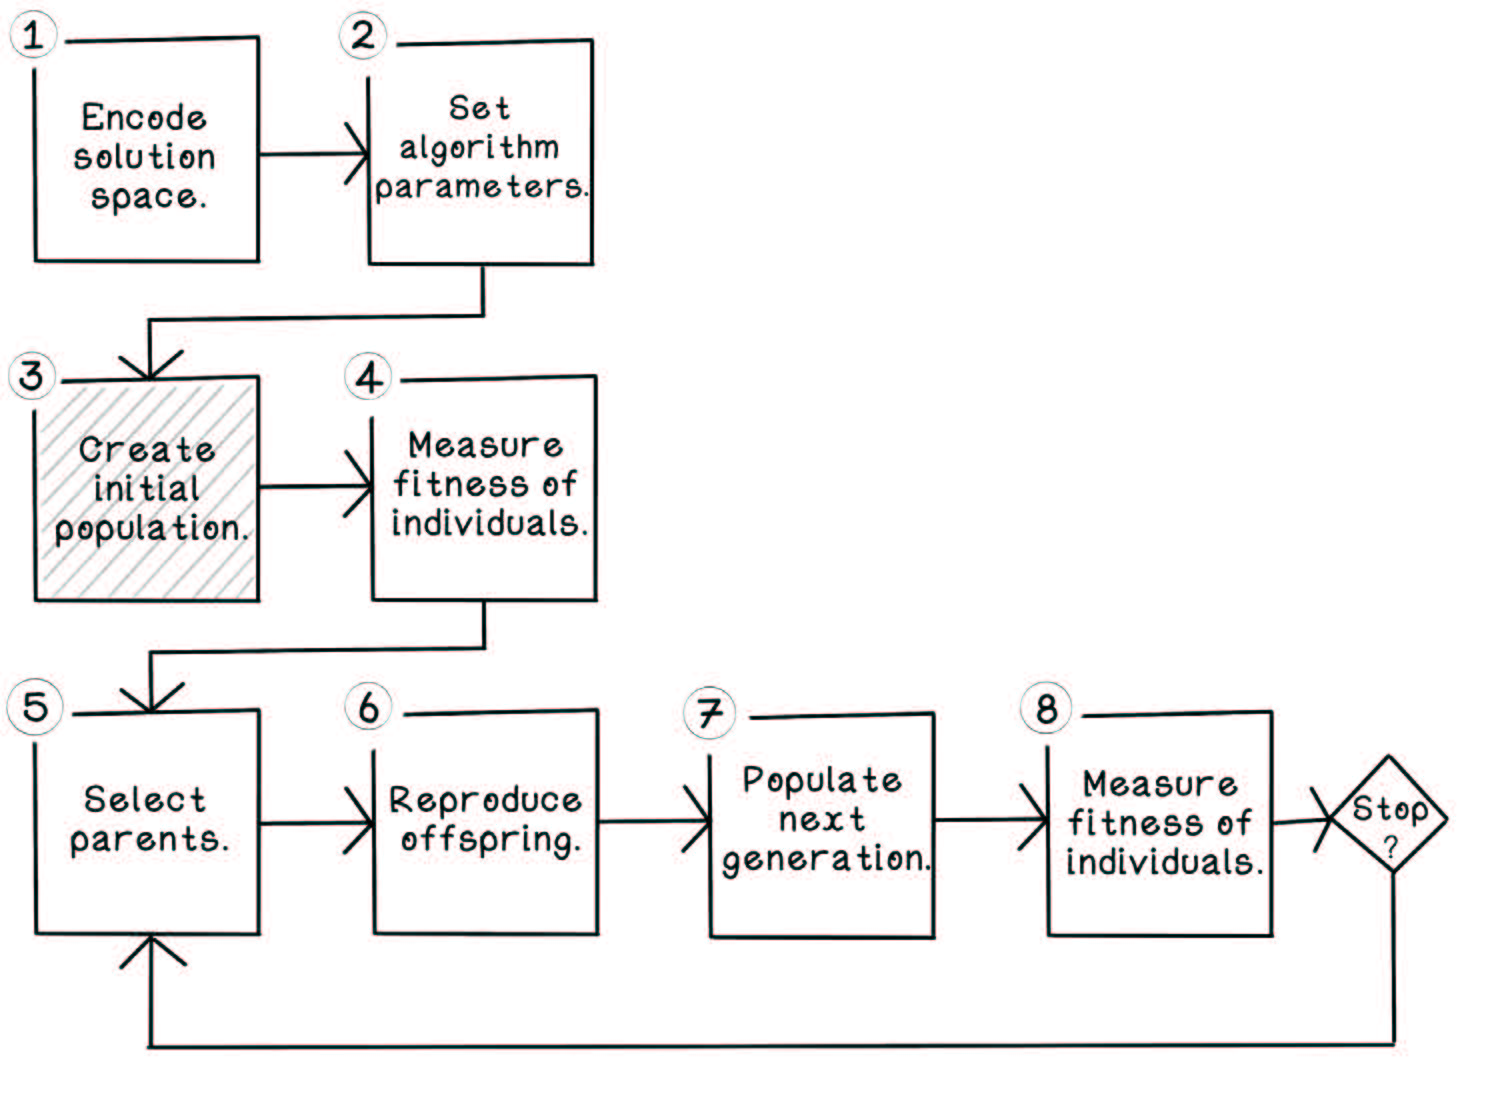 1
Encode
solution
space.
2
Set
algorithm
parameters.
3
Create
initial
population.
4
Measure
fitness of
individuals.
5
Select
parents.
6
Reproduce
offspring.
7
Populate
next
generation.
8
Measure
fitness of
individuals.
Stop
?